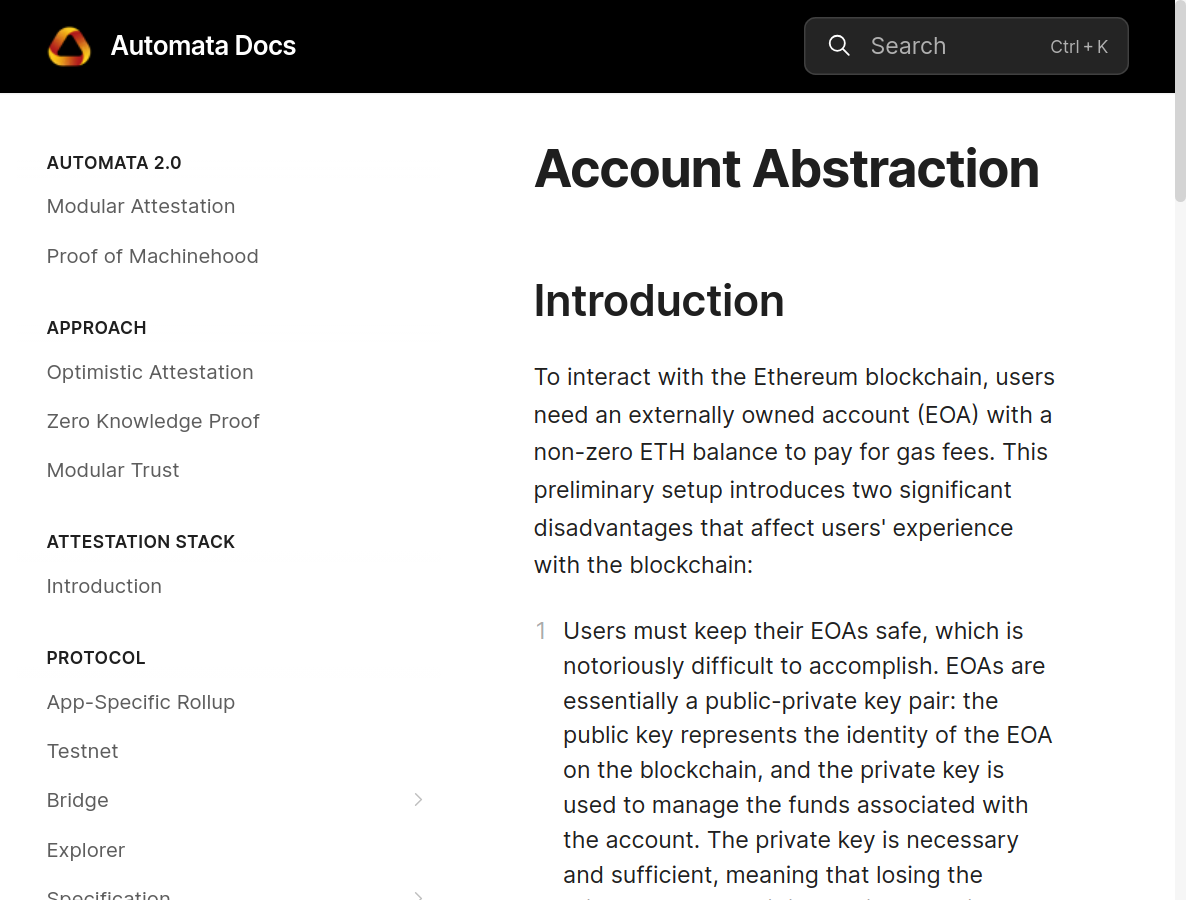 Automata Docs
Search
Ctrl + K
AUTOMATA 2.0
Modular Attestation
Proof of Machinehood
APPROACH
Optimistic Attestation
Zero Knowledge Proof
Modular Trust
ATTESTATION STACK
Introduction
PROTOCOL
App-Specific Rollup
Testnet
Bridge
Explorer
Specification
Account Abstraction
Introduction
To interact with the Ethereum blockchain, users
need an externally owned account (EOA) with a
non-zero ETH balance to pay for gas fees. This
preliminary setup introduces two significant
disadvantages that affect users' experience
with the blockchain:
1 Users must keep their EOAs safe, which is
notoriously difficult to accomplish. EOAs are
essentially a public-private key pair: the
public key represents the identity of the EOA
on the blockchain, and the private key is
used to manage the funds associated with
the account. The private key is necessary
and sufficient, meaning that losing the